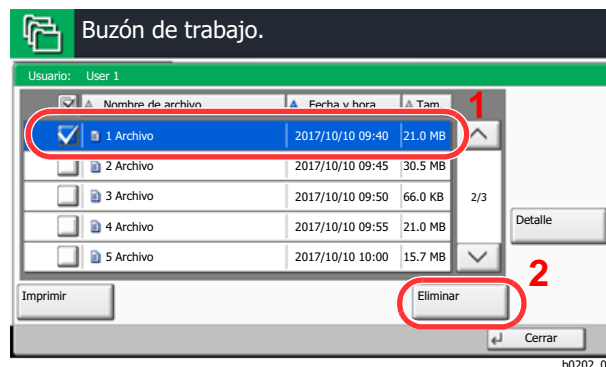 Buzón de trabajo.
Usuario: User 1
Nombre de archivo Fecha y hora Tam.
1
1 Archivo 2017/10/10 09:40 21.0 MB
2 Archivo 2017/10/10 09:45 30.5 MB
3 Archivo 2017/10/10 09:50 66.0 KB 2/3
4 Archivo 2017/10/10 09:55 21.0 MB
Detalle
5 Archivo 2017/10/10 10:00 15.7 MB
2
Imprimir Eliminar
Cerrar
b0202_0